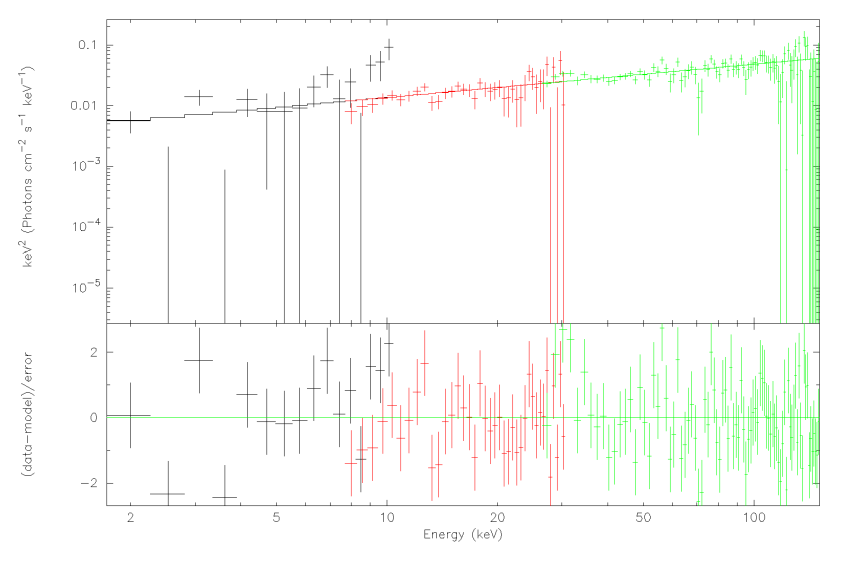 keV² (Photons cm⁻² s⁻¹ keV⁻¹)
0.1
0.01
10⁻³
10⁻⁴
10⁻⁵
(data−model)/error
2
0
−2
2 5 10 20 50 100
Energy (keV)